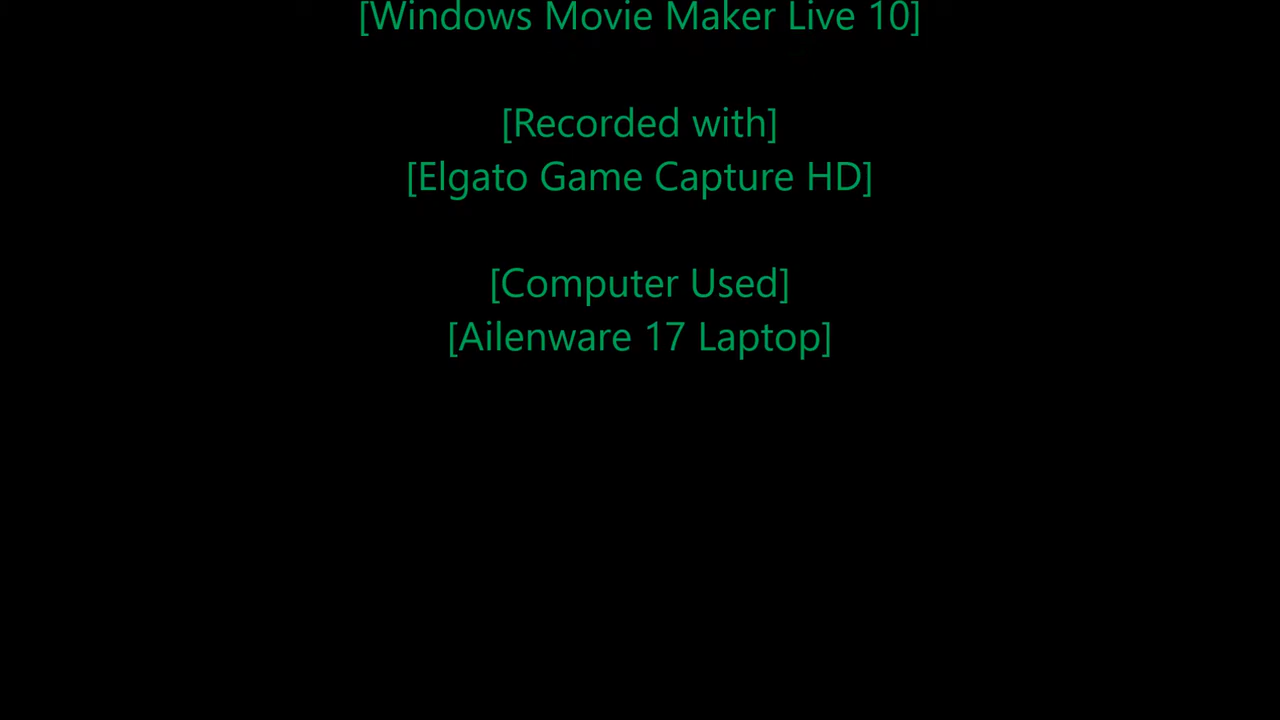 [Windows Movie Maker Live 10]
[Recorded with]
[Elgato Game Capture HD]
[Computer Used]
[Ailenware 17 Laptop]